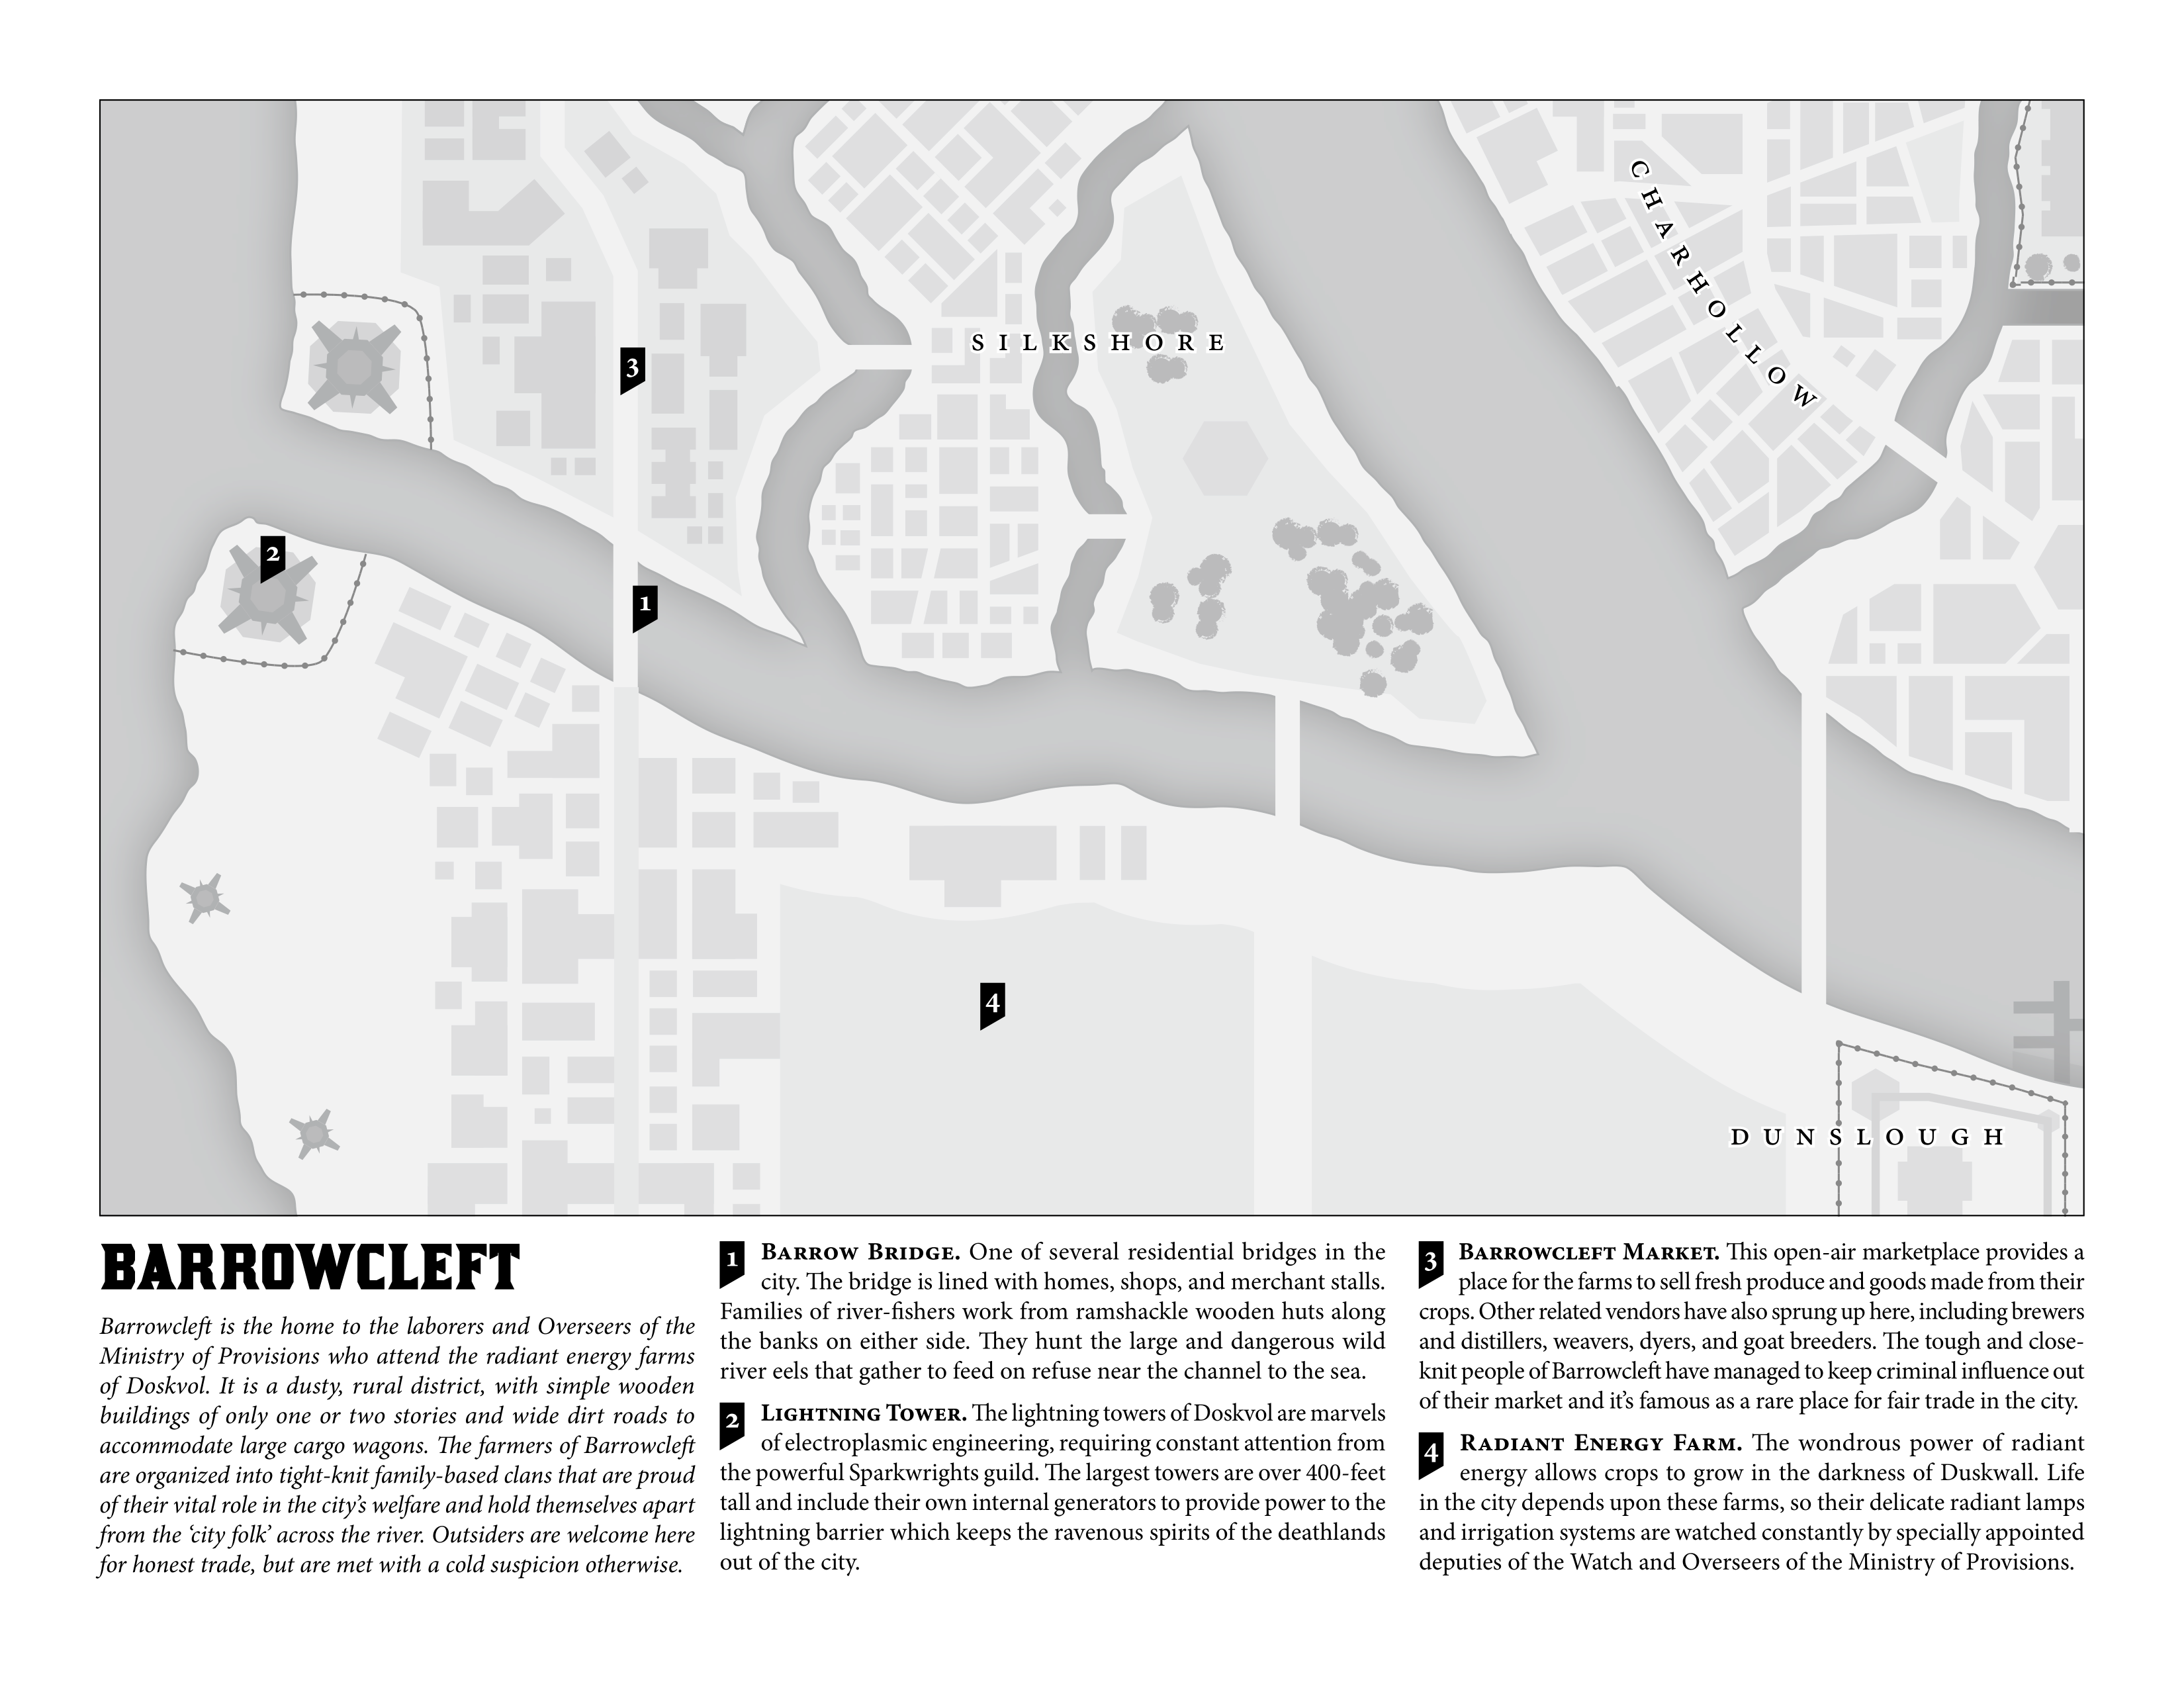 CHARHOLLOW
SILKSHORE
3
2
1
4
DUNSLOUGH
BARROWCLEFT
Barrowcleft is the home to the laborers and Overseers of the
Ministry of Provisions who attend the radiant energy farms
of Doskvol. It is a dusty, rural district, with simple wooden
buildings of only one or two stories and wide dirt roads to
accommodate large cargo wagons. The farmers of Barrowcleft
are organized into tight-knit family-based clans that are proud
of their vital role in the city’s welfare and hold themselves apart
from the ‘city folk’ across the river. Outsiders are welcome here
for honest trade, but are met with a cold suspicion otherwise.
1 Barrow Bridge. One of several residential bridges in the
city. The bridge is lined with homes, shops, and merchant stalls.
Families of river-fishers work from ramshackle wooden huts along
the banks on either side. They hunt the large and dangerous wild
river eels that gather to feed on refuse near the channel to the sea.
2 Lightning Tower. The lightning towers of Doskvol are marvels
of electroplasmic engineering, requiring constant attention from
the powerful Sparkwrights guild. The largest towers are over 400-feet
tall and include their own internal generators to provide power to the
lightning barrier which keeps the ravenous spirits of the deathlands
out of the city.
3 Barrowcleft Market. This open-air marketplace provides a
place for the farms to sell fresh produce and goods made from their
crops. Other related vendors have also sprung up here, including brewers
and distillers, weavers, dyers, and goat breeders. The tough and close-
knit people of Barrowcleft have managed to keep criminal influence out
of their market and it’s famous as a rare place for fair trade in the city.
4 Radiant Energy Farm. The wondrous power of radiant
energy allows crops to grow in the darkness of Duskwall. Life
in the city depends upon these farms, so their delicate radiant lamps
and irrigation systems are watched constantly by specially appointed
deputies of the Watch and Overseers of the Ministry of Provisions.